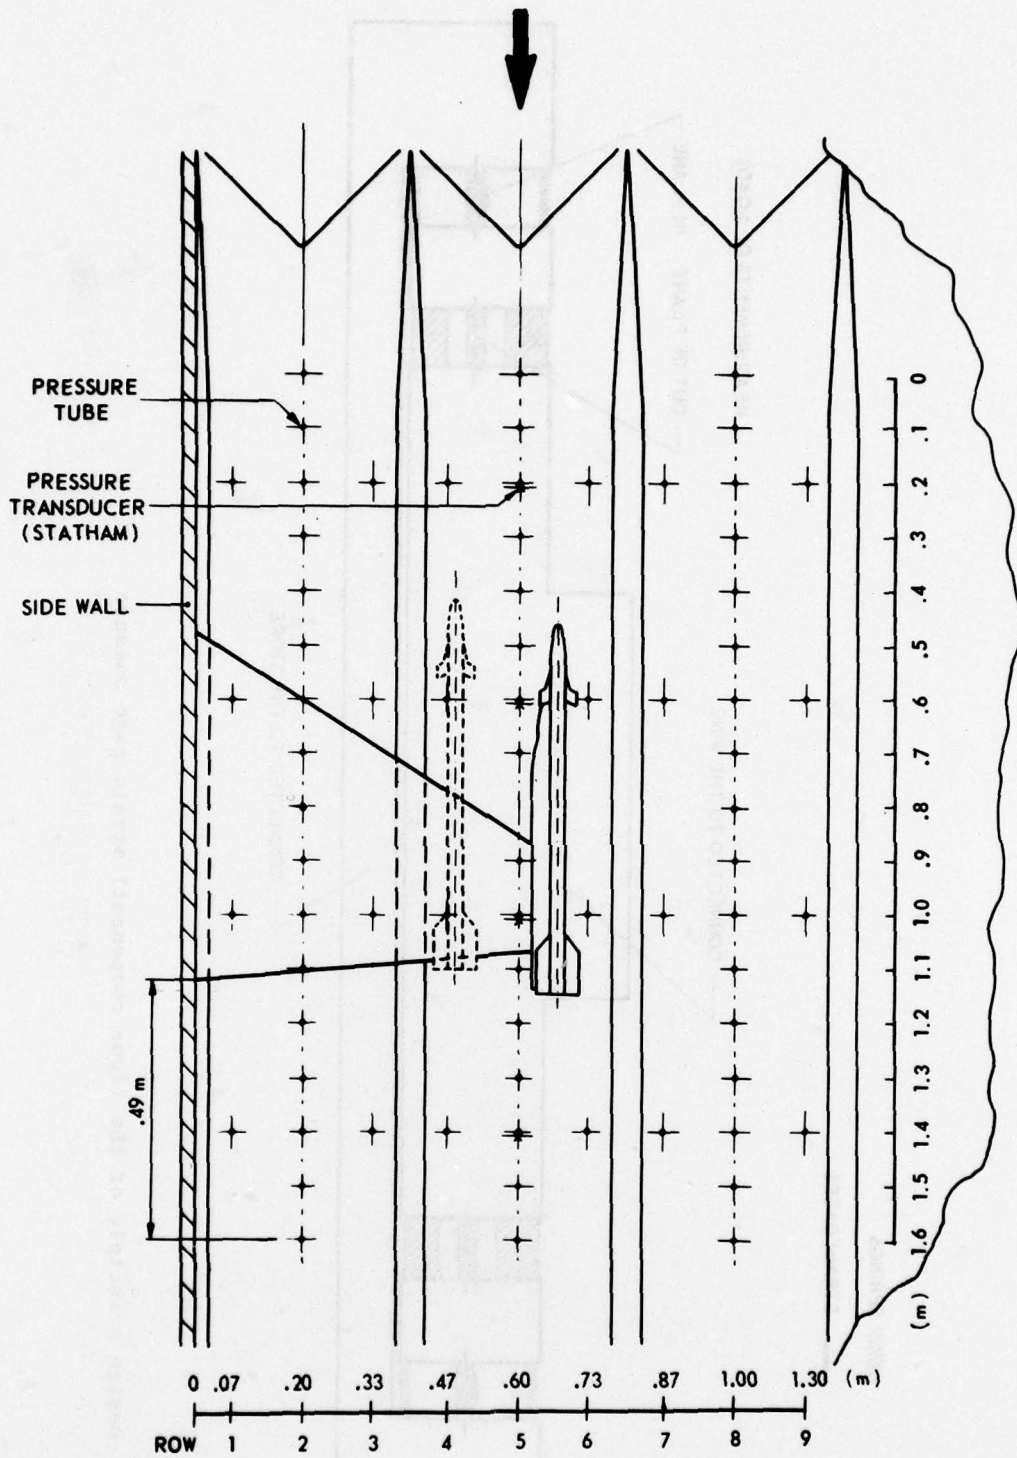 PRESSURE
TUBE
PRESSURE
TRANSDUCER
(STATHAM)
SIDE WALL
.49 m
0
.1
.2
.3
.4
.5
.6
.7
.8
.9
1.0
1.1
1.2
1.3
1.4
1.5
1.6
(m)
0 .07 .20 .33 .47 .60 .73 .87 1.00 1.30 (m)
ROW 1 2 3 4 5 6 7 8 9